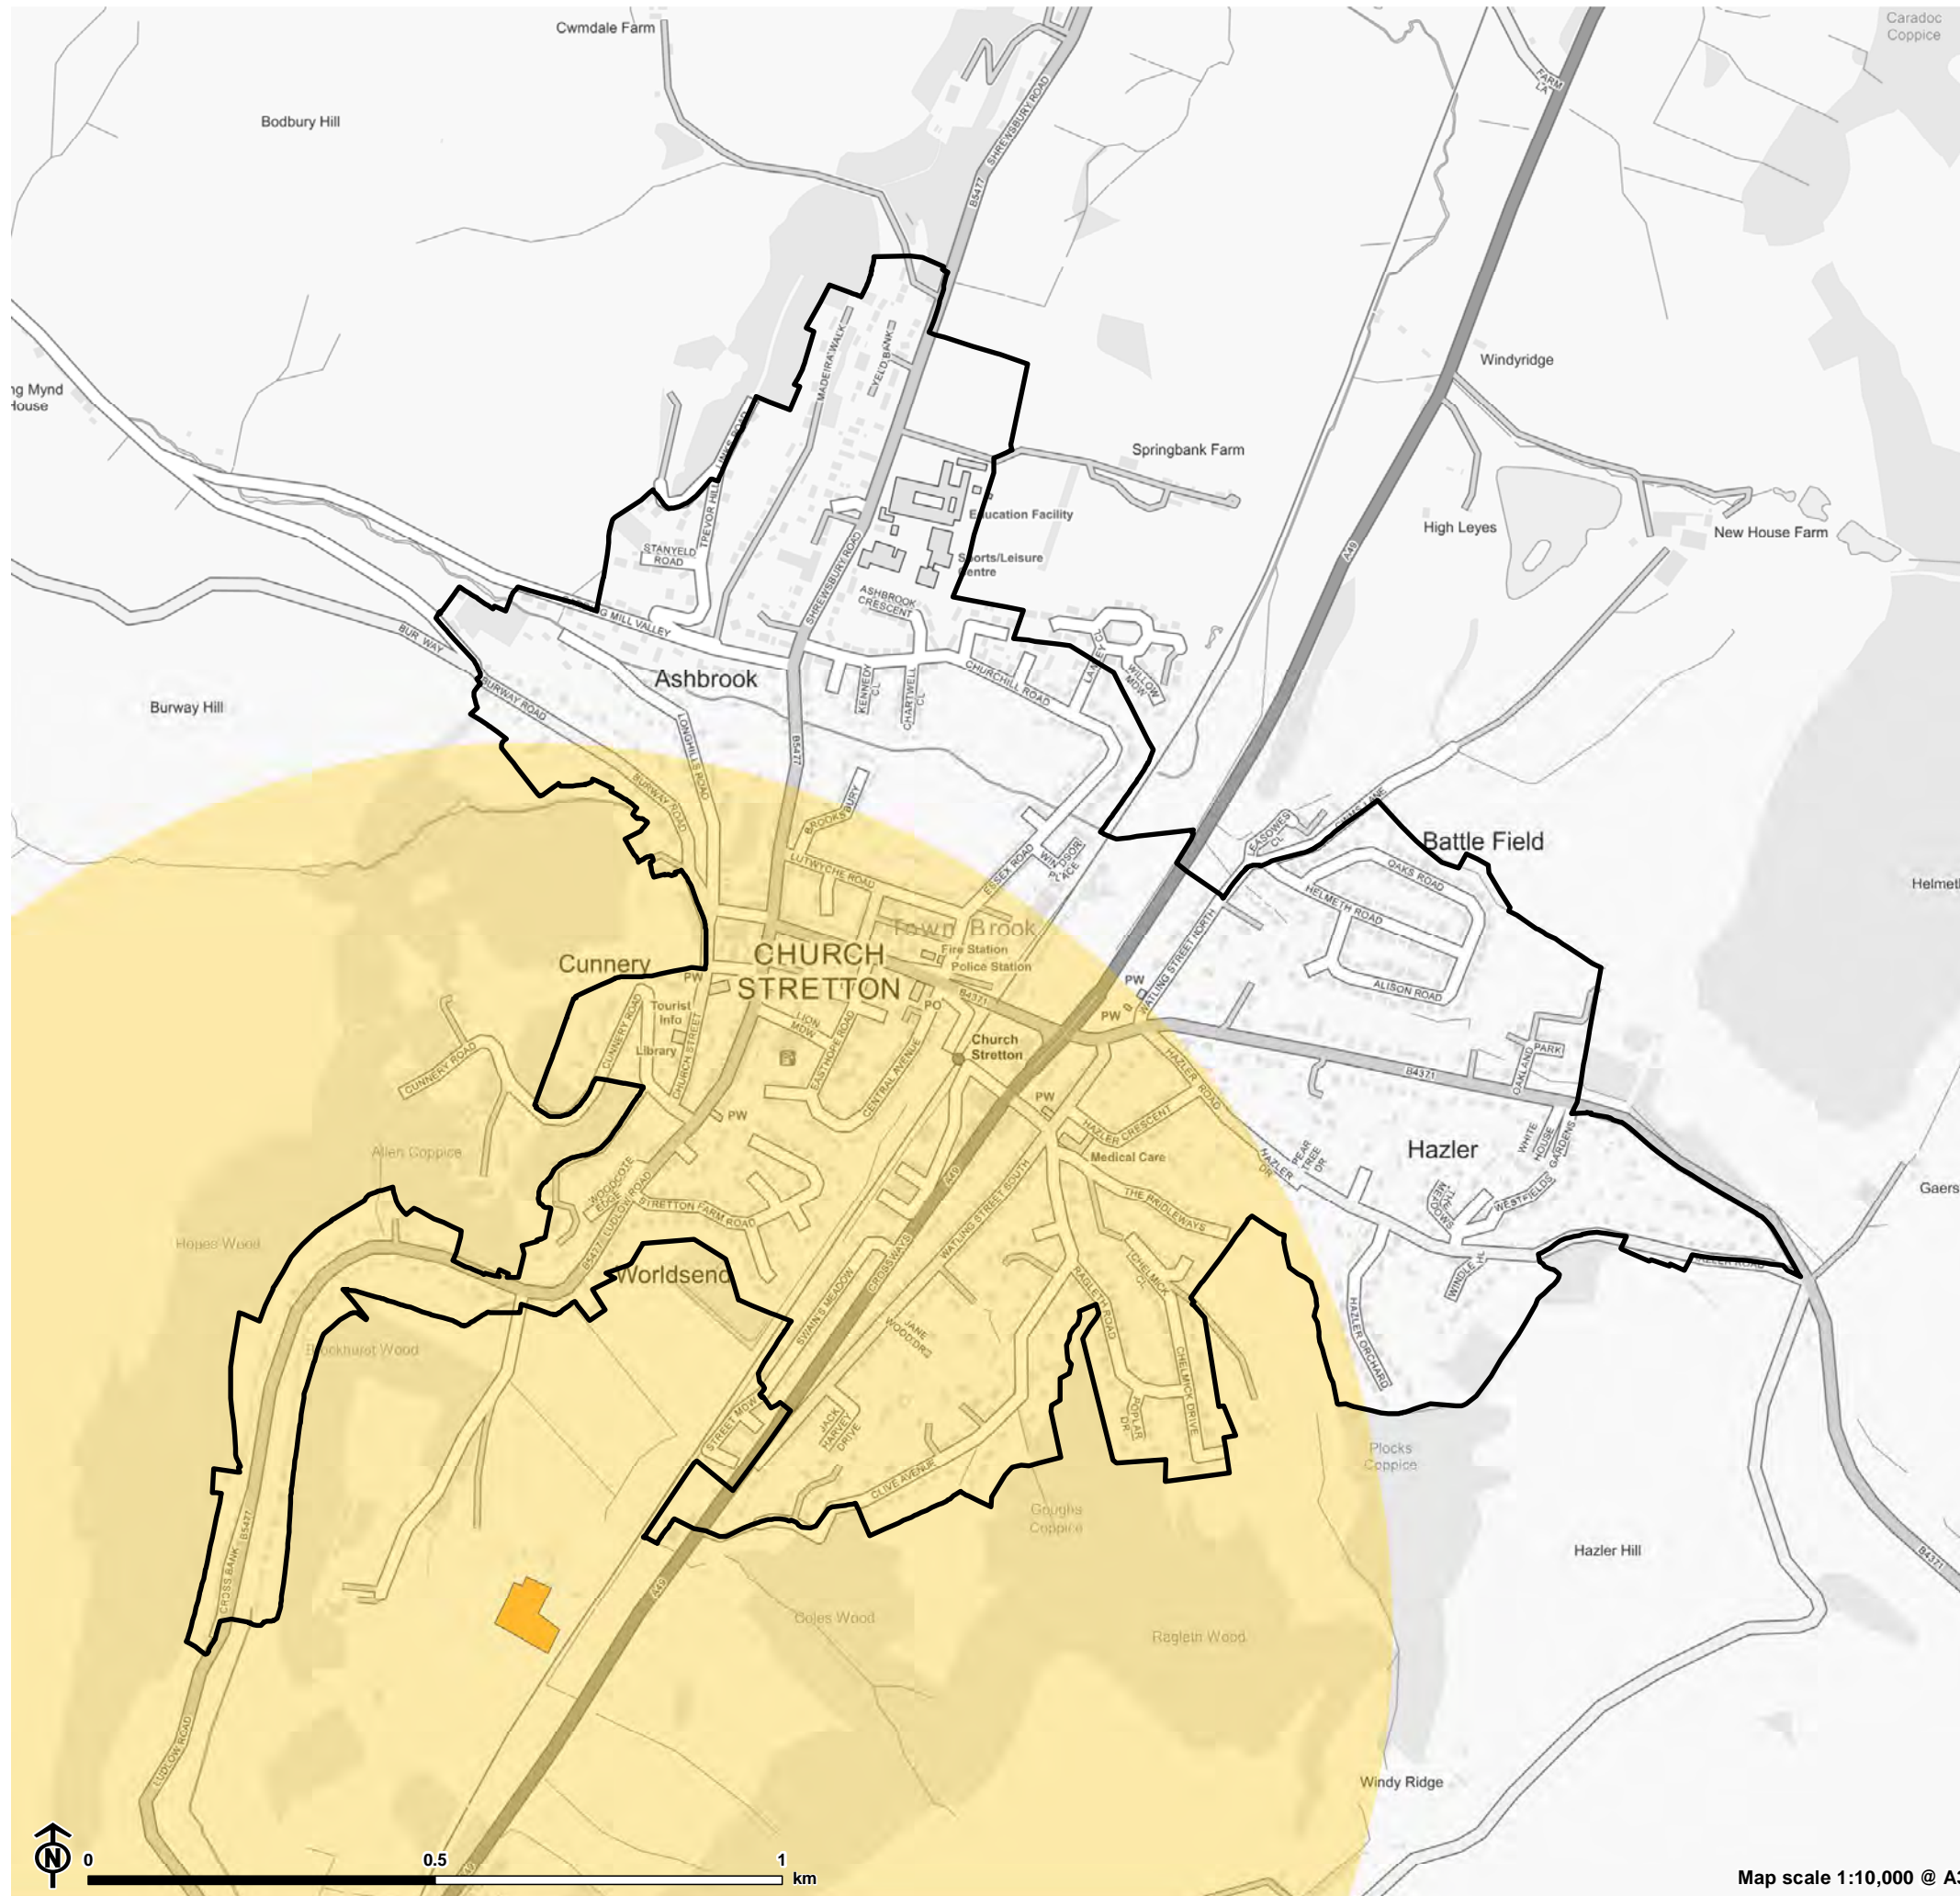 Cwmdale Farm
Caradoc
Coppice
FARM
LA
Bodbury Hill
SHREWSBURY ROAD
B5477
Windyridge
ng Mynd
House
MADEIRA WALK
YELD BANK
LINKS ROAD
Springbank Farm
TREVOR HILL
Education Facility
High Leyes
New House Farm
STANYELD
ROAD
SHREWSBURY ROAD
Sports/Leisure
Centre
A49
ASHBROOK
CRESCENT
MILL VALLEY
BUR WAY
Ashbrook
KENNEDY
CL
CHARTWELL
CL
CHURCHILL ROAD
WILLOW
MDW
Burway Hill
BURWAY ROAD
LONGHILLS ROAD
B5477
BURWAY ROAD
BROOKSBURY
LUTWYCHE ROAD
ESSEX ROAD
WINDSOR
PLACE
LEASOWES
CL
LANE
Battle Field
OAKS ROAD
HELMETH ROAD
ALISON ROAD
Helmeth
WATLING STREET NORTH
Town Brook
Fire Station
Police Station
CHURCH
STRETTON
Cunnery
PW
PW
PW
B4371
PO
Tourist
Info
Library
LION
MDW
CUNNERY ROAD
CUNNERY ROAD
CHURCH STREET
EASTHOPE ROAD
CENTRAL AVENUE
Church
Stretton
PW
PW
HAZLER ROAD
HAZLER CRESCENT
B4371
OAKLAND
PARK
Medical Care
Hazler
WHITE
HOUSE
GARDENS
PEAR
TREE
DR
HAZLER
DR
THE
MEADOWS
WESTFIELDS
Gaers
Allen Coppice
WOODCOTE
EDGE
B5477 LUDLOW ROAD
STRETTON FARM ROAD
A49
WATLING STREET SOUTH
THE BRIDLEWAYS
Hopes Wood
Worldsend
SWAIN'S MEADOW
CROSSWAYS
RAGLETH ROAD
CHELMICK
CL
WINDLE HL
HAZLER ORCHARD
Brockhurst Wood
JANE
WOOD DR
CHELMICK DRIVE
POPLAR
DR
STREET MDW
JACK
HARVEY
DRIVE
CLIVE AVENUE
Plocks
Coppice
Goughs
Coppice
B5477
CROSS BANK
A49
Hazler Hill
B4371
Coles Wood
Ragleth Wood
LUDLOW ROAD
Windy Ridge
A49
N
0
0.5
1
km
Map scale 1:10,000 @ A